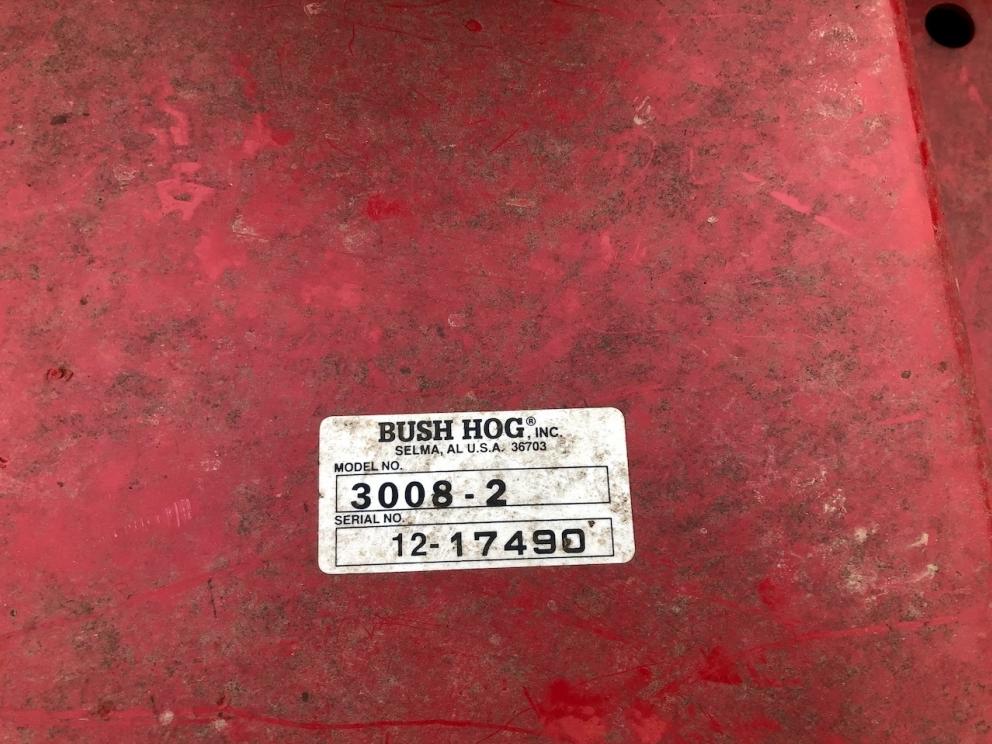 BUSH HOG®, INC.
SELMA, AL U.S.A. 36703
MODEL NO.
3008-2
SERIAL NO.
12-17490